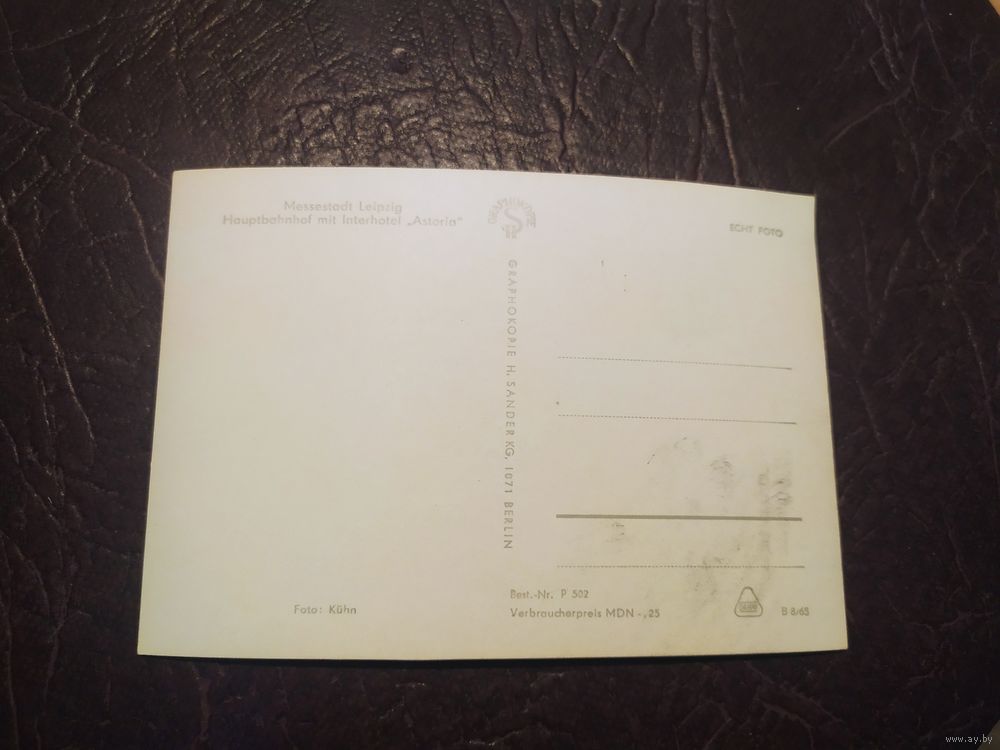 Messestadt Leipzig
Hauptbahnhof mit Interhotel „Astoria“
GRAPHOKOPIE
ECHT FOTO
GRAPHOKOPIE H. SANDER KG, 1071 BERLIN
Foto: Kühn
Best.-Nr. P 502
Verbraucherpreis MDN -,25
B 8/65
www.ay.by